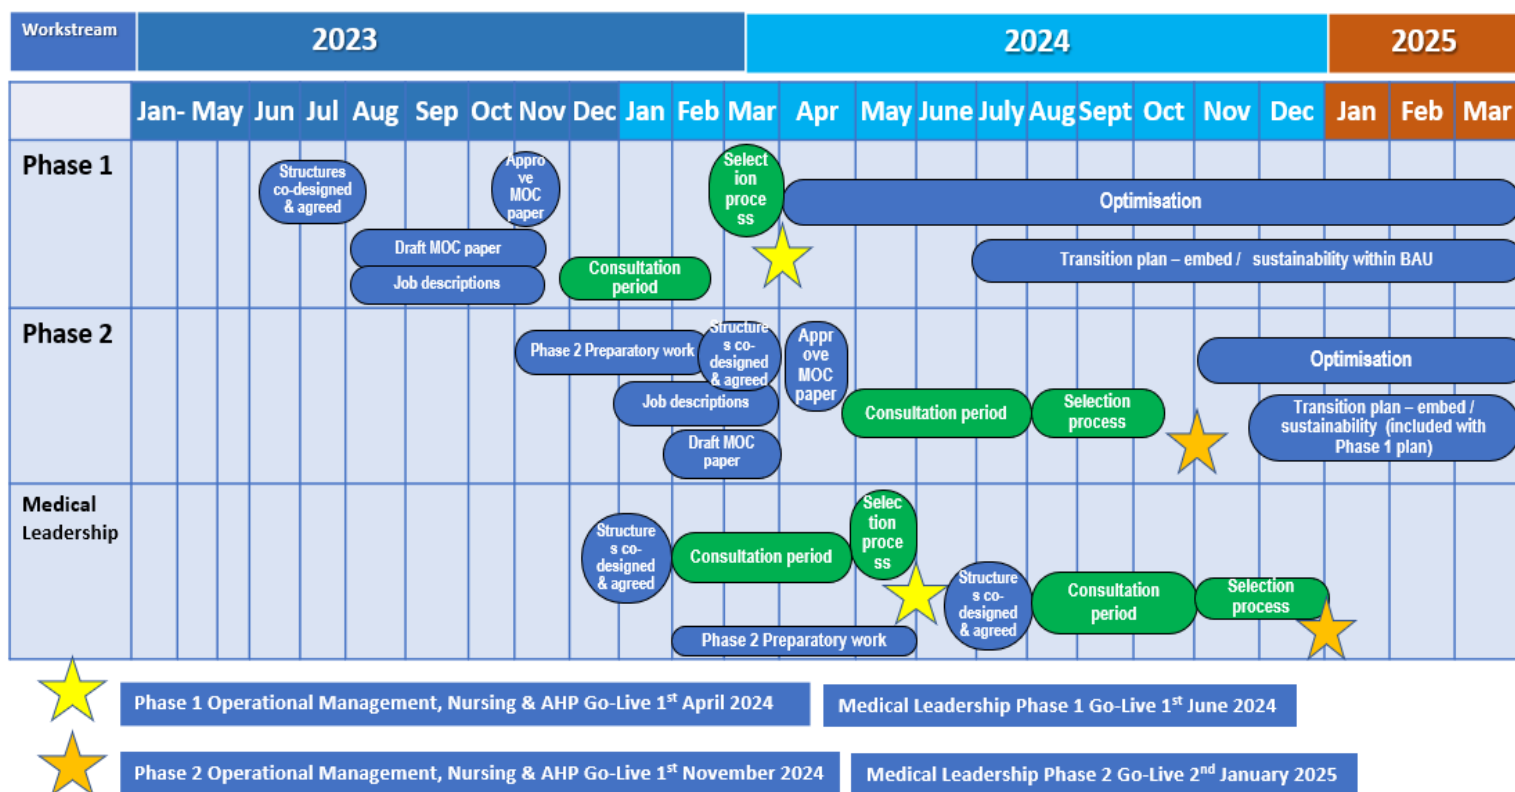 Workstream
2023
2024
2025
Jan- May Jun Jul Aug Sep Oct Nov Dec Jan Feb Mar Apr May June July Aug Sept Oct Nov Dec Jan Feb Mar
Phase 1
Structures
co-designed
& agreed
Appro
ve
MOC
paper
Draft MOC paper
Job descriptions
Consultation
period
Select
ion
proce
ss
Optimisation
Transition plan – embed / sustainability within BAU
Phase 2
Phase 2 Preparatory work
Structure
s co-
designed
& agreed
Job descriptions
Draft MOC
paper
Appr
ove
MOC
paper
Consultation period
Selection
process
Optimisation
Transition plan – embed /
sustainability (included with
Phase 1 plan)
Medical
Leadership
Structure
s co-
designed
& agreed
Consultation period
Selec
tion
proce
ss
Phase 2 Preparatory work
Structure
s co-
designed
& agreed
Consultation
period
Selection
process
Phase 1 Operational Management, Nursing & AHP Go-Live 1st April 2024
Medical Leadership Phase 1 Go-Live 1st June 2024
Phase 2 Operational Management, Nursing & AHP Go-Live 1st November 2024
Medical Leadership Phase 2 Go-Live 2nd January 2025